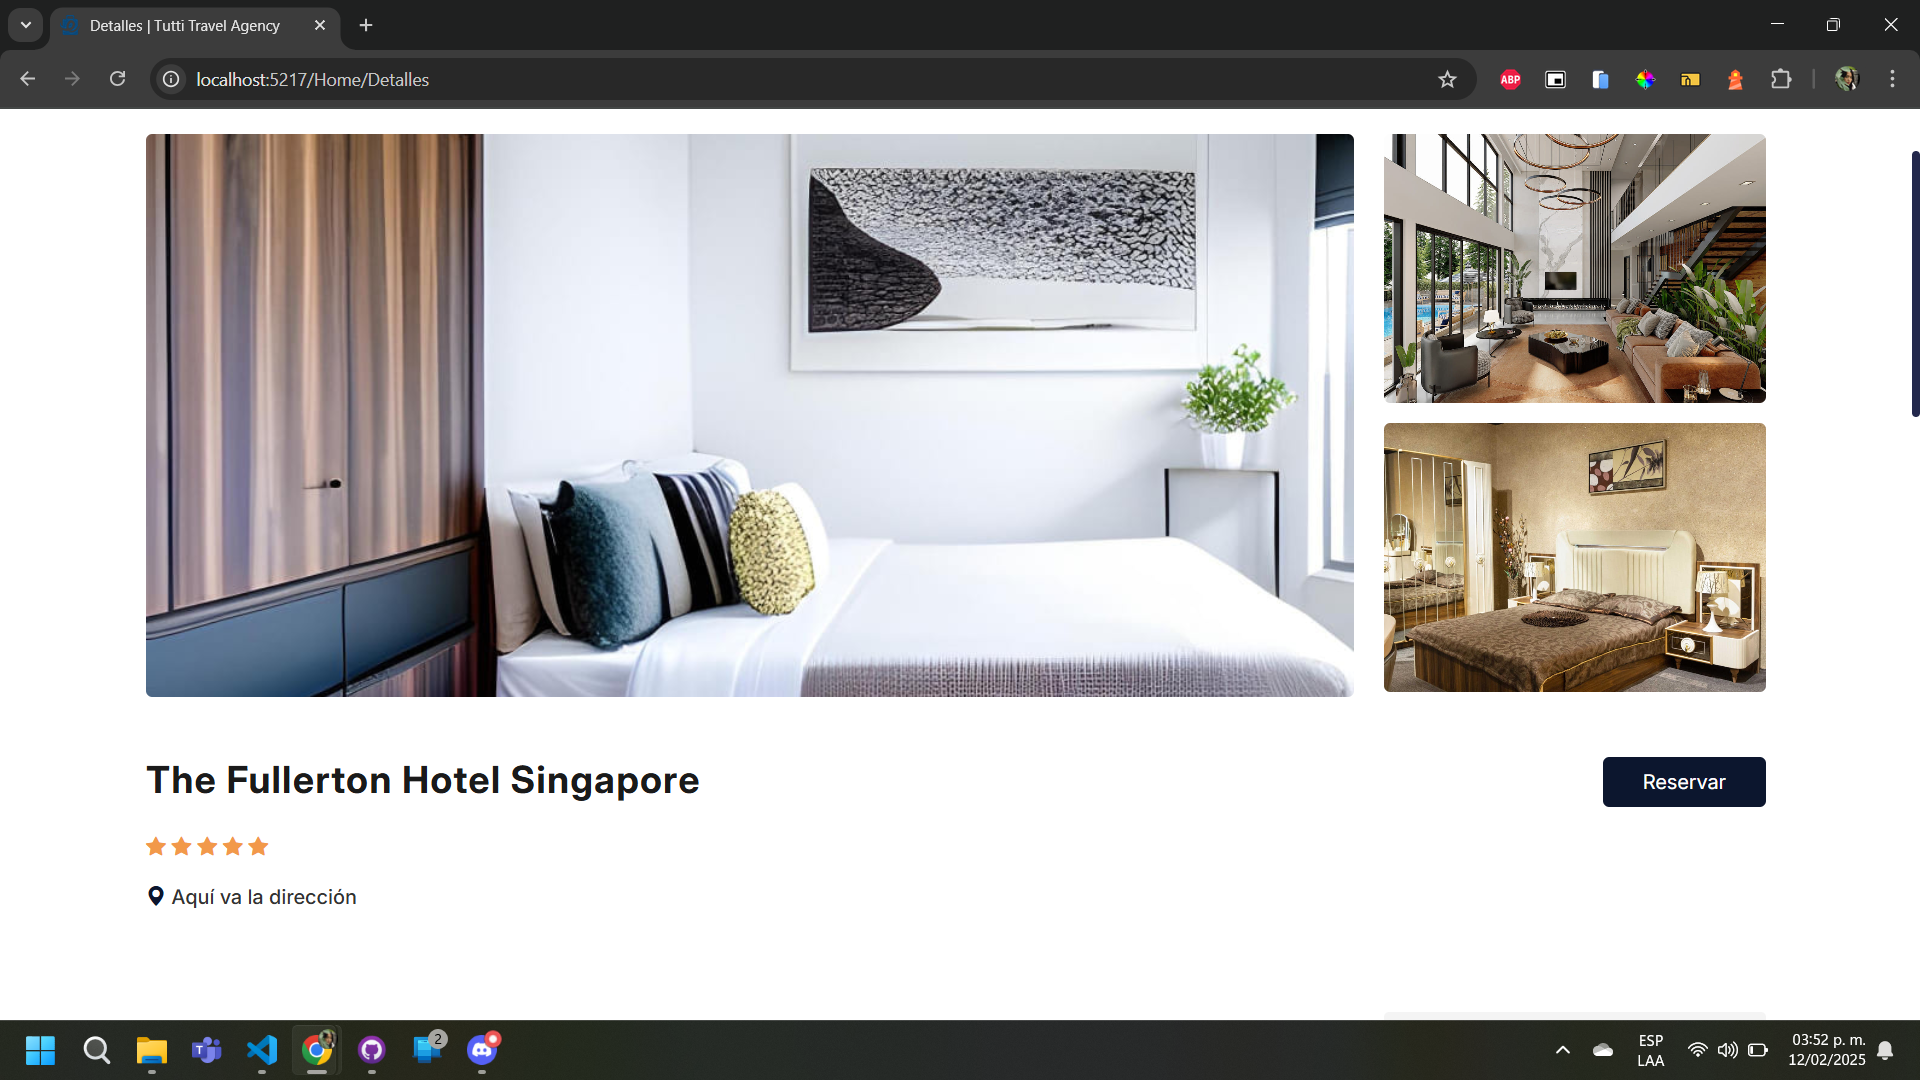 Detalles | Tutti Travel Agency
localhost:5217/Home/Detalles
ABP
The Fullerton Hotel Singapore
Reservar
Aquí va la dirección
T
2
ESP
LAA
03:52 p. m.
12/02/2025